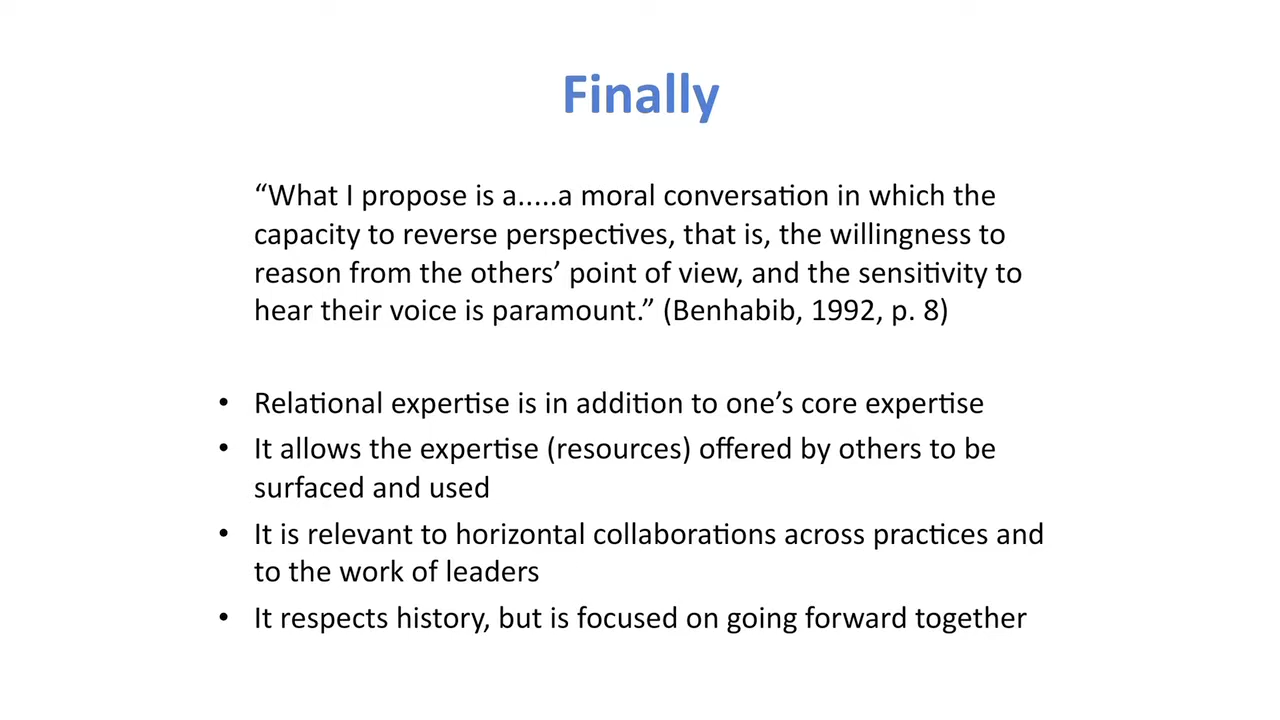 Finally
“What I propose is a.....a moral conversation in which the
capacity to reverse perspectives, that is, the willingness to
reason from the others’ point of view, and the sensitivity to
hear their voice is paramount.” (Benhabib, 1992, p. 8)
• Relational expertise is in addition to one’s core expertise
• It allows the expertise (resources) offered by others to be
surfaced and used
• It is relevant to horizontal collaborations across practices and
to the work of leaders
• It respects history, but is focused on going forward together